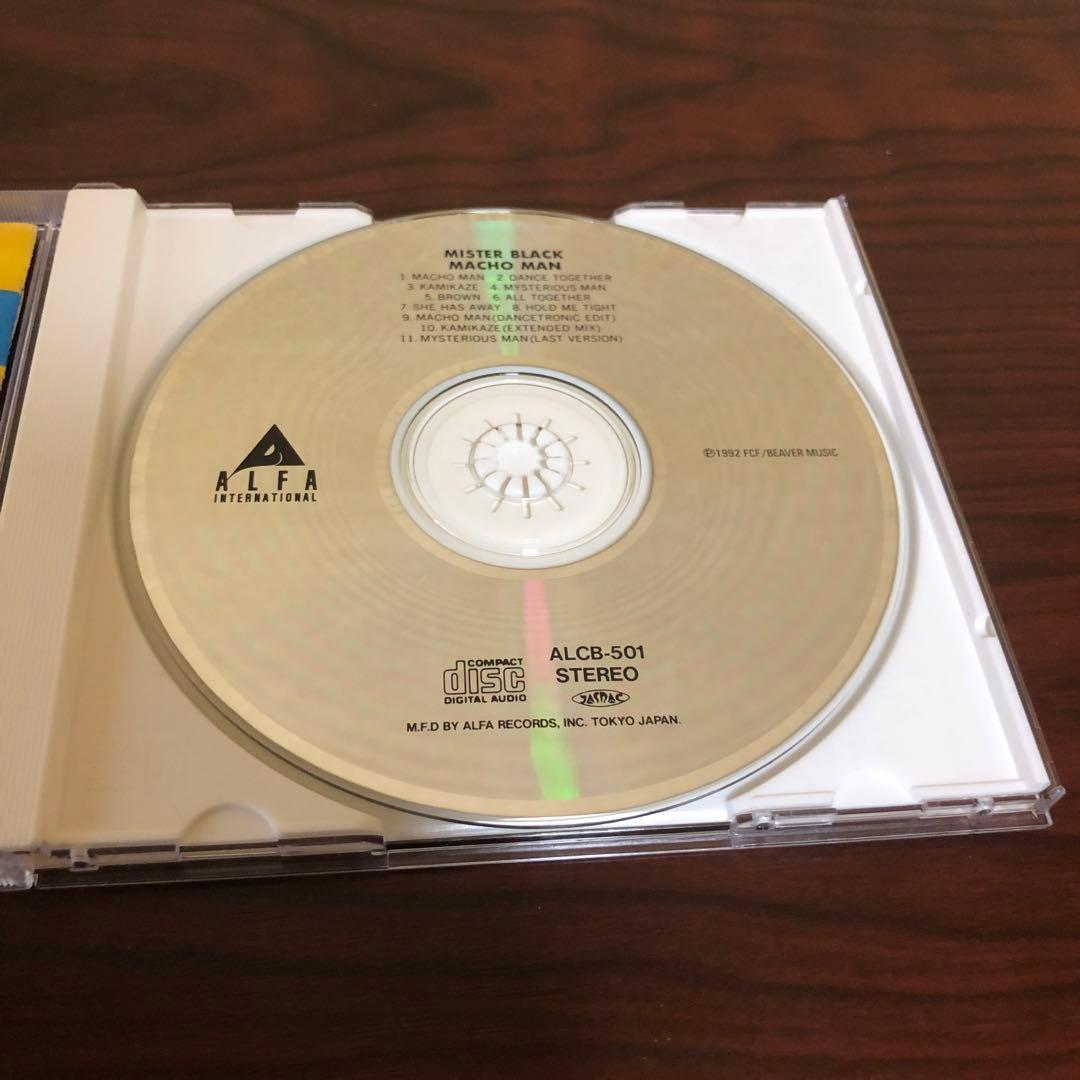 MISTER BLACK
MACHO MAN
1. MACHO MAN 2. DANCE TOGETHER
3. KAMIKAZE 4. MYSTERIOUS MAN
5. BROWN 6. ALL TOGETHER
7. SHE HAS AWAY 8. HOLD ME TIGHT
9. MACHO MAN(DANCETRONIC EDIT)
10. KAMIKAZE(EXTENDED MIX)
11. MYSTERIOUS MAN(LAST VERSION)
ALFA
INTERNATIONAL
℗1992 FCF/BEAVER MUSIC
COMPACT
disc
DIGITAL AUDIO
ALCB-501
STEREO
JASRAC
M.F.D BY ALFA RECORDS, INC. TOKYO JAPAN.